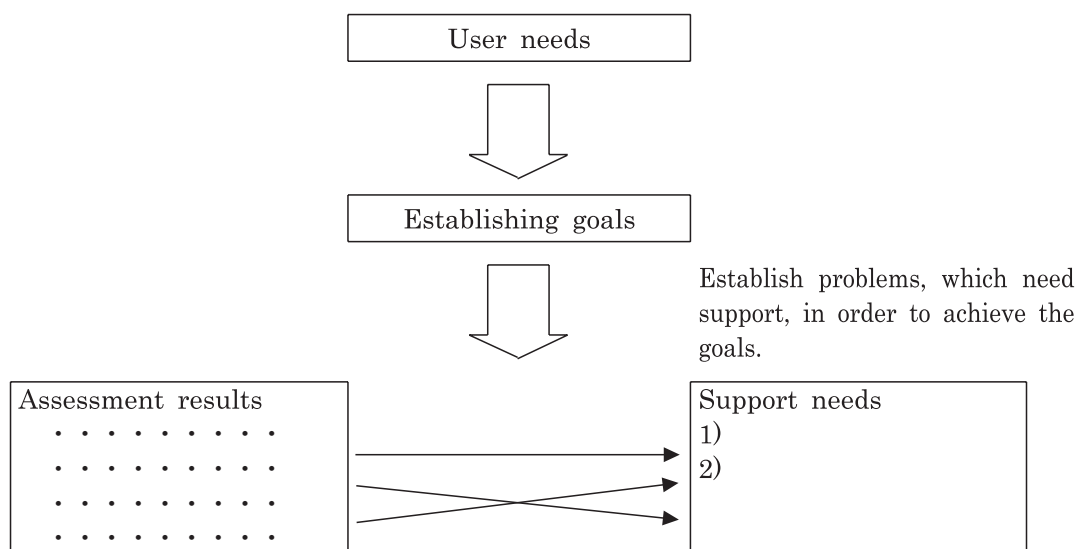 User needs
Establishing goals
Establish problems, which need
support, in order to achieve the
goals.
Assessment results
. . . . . . . . .
. . . . . . . . .
. . . . . . . . .
. . . . . . . . .
Support needs
1)
2)